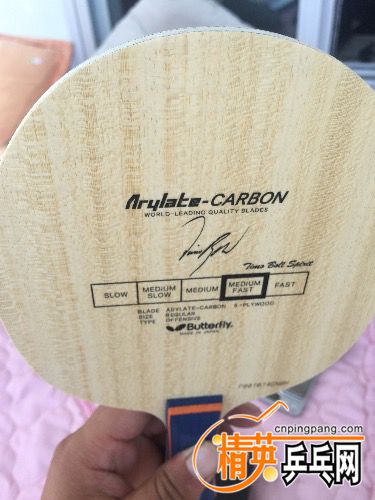 Arylate-CARBON
WORLD-LEADING QUALITY BLADES
Timo Boll Spirit
SLOW MEDIUM SLOW MEDIUM MEDIUM FAST FAST
BLADE ARYLATE-CARBON 5-PLYWOOD
SIZE REGULAR
TYPE OFFENSIVE
Butterfly
MADE IN JAPAN
cnpingpang.com
精英乒乓网